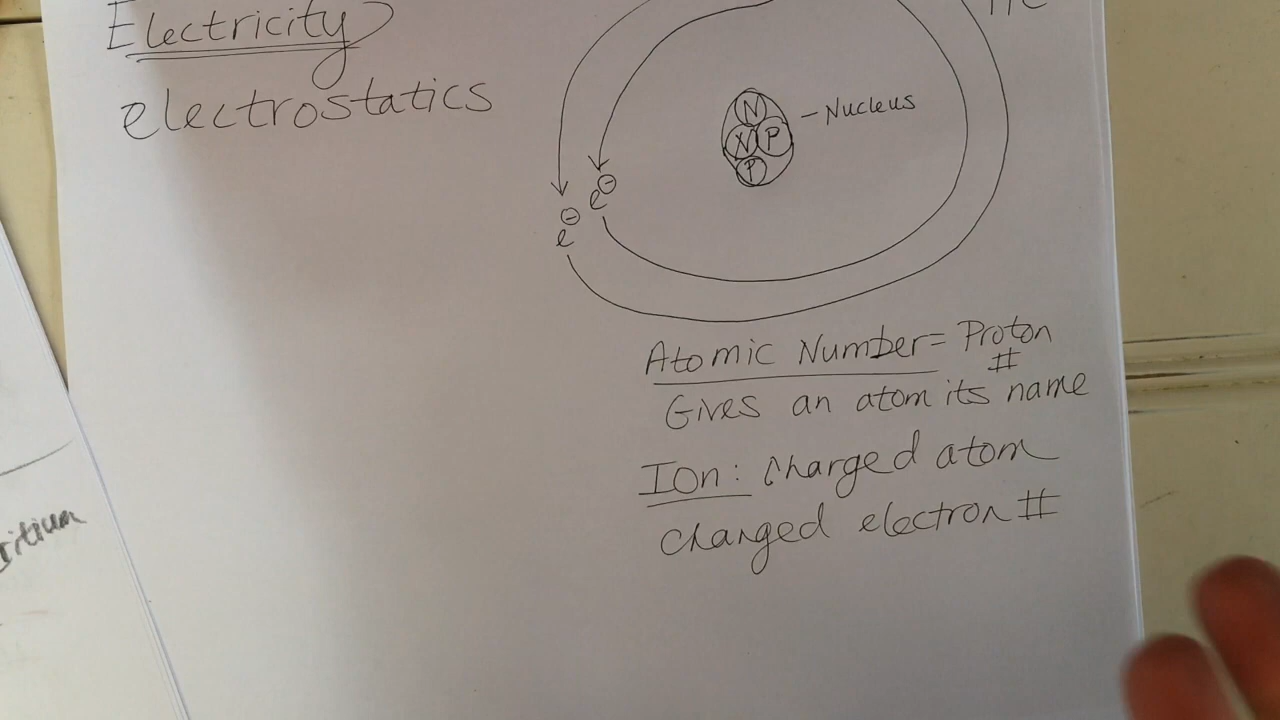 Electricity
electrostatics
N
N P
P
– Nucleus
e⊖
e⊖
Atomic Number = Proton
#
Gives an atom its name
Ion: Charged atom
changed electron #